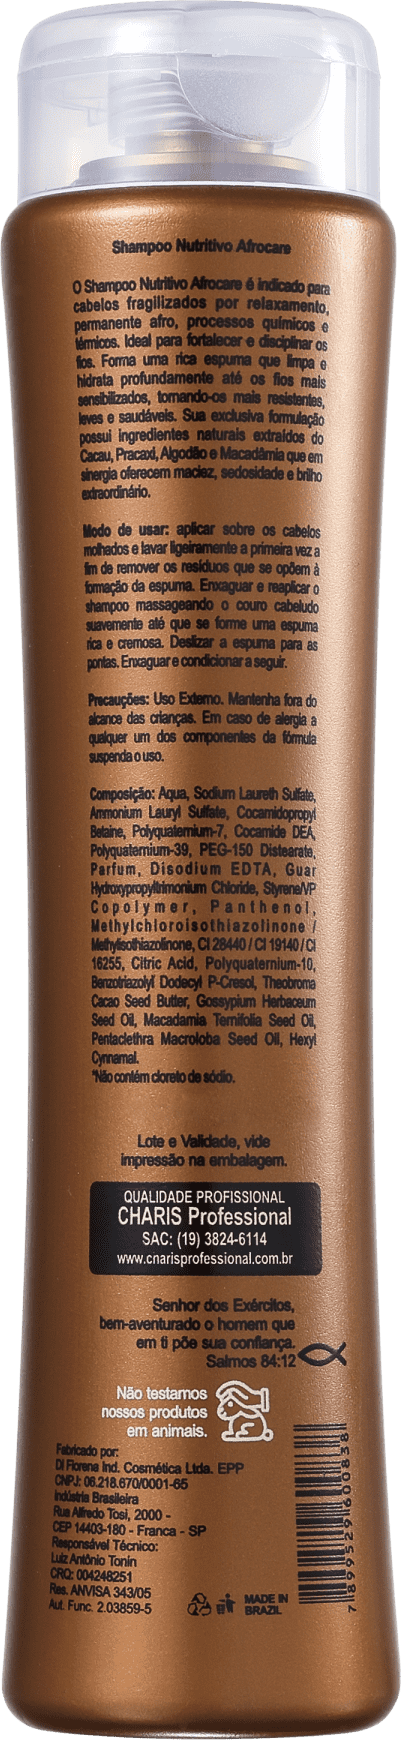 Shampoo Nutritivo Afrocare
O Shampoo Nutritivo Afrocare é indicado para
cabelos fragilizados por relaxamento,
permanente afro, processos químicos e
térmicos. Ideal para fortalecer e disciplinar os
fios. Forma uma rica espuma que limpa e
hidrata profundamente até os fios mais
sensibilizados, tornando-os mais resistentes,
leves e saudáveis. Sua exclusiva formulação
possui ingredientes naturais extraídos do
Cacau, Pracaxi, Algodão e Macadâmia que em
sinergia oferecem maciez, sedosidade e brilho
extraordinário.
Modo de usar: aplicar sobre os cabelos
molhados e lavar ligeiramente a primeira vez a
fim de remover os resíduos que se opõem à
formação da espuma. Enxaguar e reaplicar o
shampoo massageando o couro cabeludo
suavemente até que se forme uma espuma
rica e cremosa. Deslizar a espuma para as
pontas. Enxaguar e condicionar a seguir.
Precauções: Uso Externo. Mantenha fora do
alcance das crianças. Em caso de alergia a
qualquer um dos componentes da fórmula
suspenda o uso.
Composição: Aqua, Sodium Laureth Sulfate,
Ammonium Lauryl Sulfate, Cocamidopropyl
Betaine, Polyquaternium-7, Cocamide DEA,
Polyquaternium-39, PEG-150 Distearate,
Parfum, Disodium EDTA, Guar
Hydroxypropyltrimonium Chloride, Styrene/VP
Copolymer, Panthenol,
Methylchloroisothiazolinone /
Methylisothiazolinone, CI 28440 / CI 19140 / CI
16255, Citric Acid, Polyquaternium-10,
Benzotriazolyl Dodecyl P-Cresol, Theobroma
Cacao Seed Butter, Gossypium Herbaceum
Seed Oil, Macadamia Ternifolia Seed Oil,
Pentaclethra Macroloba Seed Oil, Hexyl
Cynnamal.
*Não contém cloreto de sódio.
Lote e Validade, vide
impressão na embalagem.
QUALIDADE PROFISSIONAL
CHARIS Professional
SAC: (19) 3824-6114
www.charisprofessional.com.br
Senhor dos Exércitos,
bem-aventurado o homem que
em ti põe sua confiança.
Salmos 84:12
Não testamos
nossos produtos
em animais.
Fabricado por:
Di Fiorena Ind. Cosmética Ltda. EPP
CNPJ: 06.218.670/0001-65
Indústria Brasileira
Rua Alfredo Tosi, 2000 -
CEP 14403-180 - Franca - SP
Responsável Técnico:
Luiz Antônio Tonin
CRQ: 004248251
Res. ANVISA 343/05
Aut. Func. 2.03859-5
MADE IN
BRAZIL
7 899529 600838